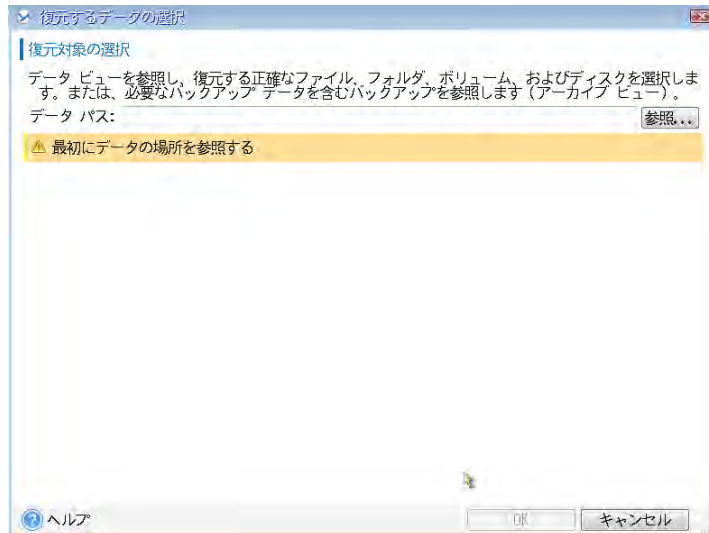 復元するデータの選択
復元対象の選択
データ ビューを参照し、復元する正確なファイル、フォルダ、ボリューム、およびディスクを選択しま
す。または、必要なバックアップ データを含むバックアップを参照します（アーカイブ ビュー）。
データ パス:
参照...
最初にデータの場所を参照する
ヘルプ
OK
キャンセル